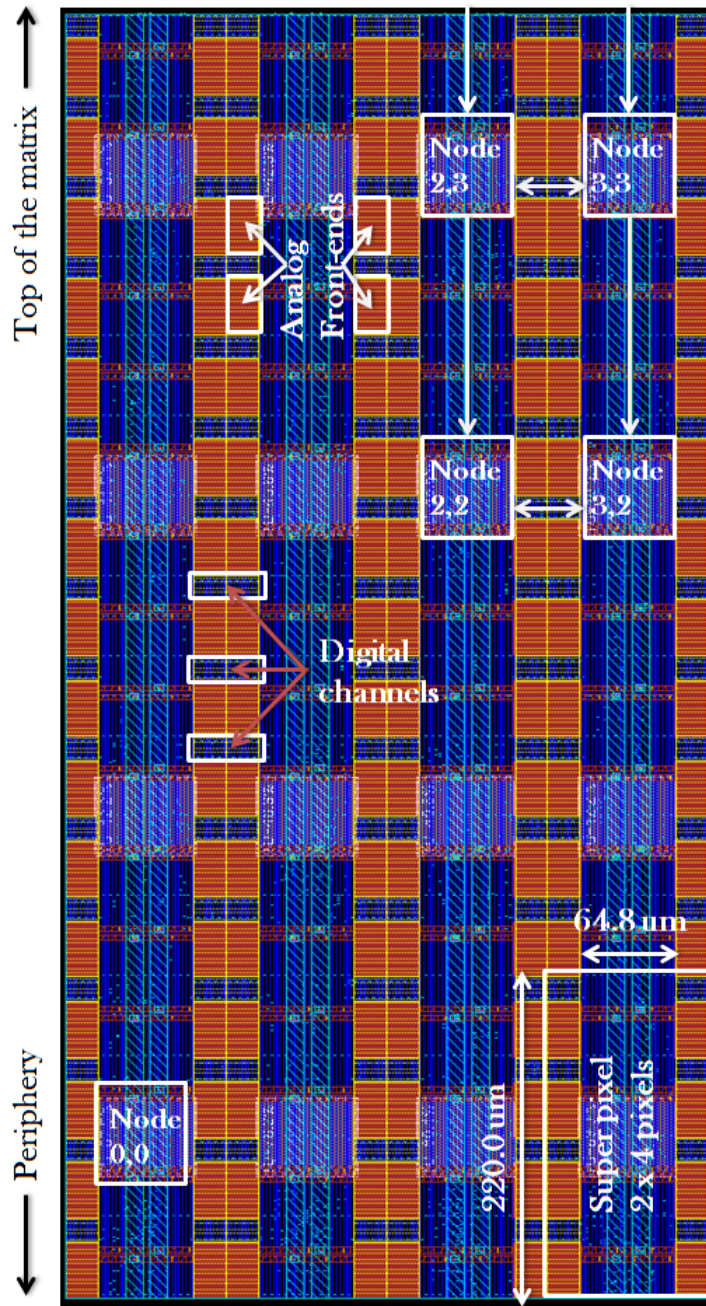 Top of the matrix
Node
2,3
Node
3,3
Analog
Front-ends
Node
2,2
Node
3,2
Digital
channels
64.8 um
Periphery
Node
0,0
220.0 um
Super pixel
2 x 4 pixels